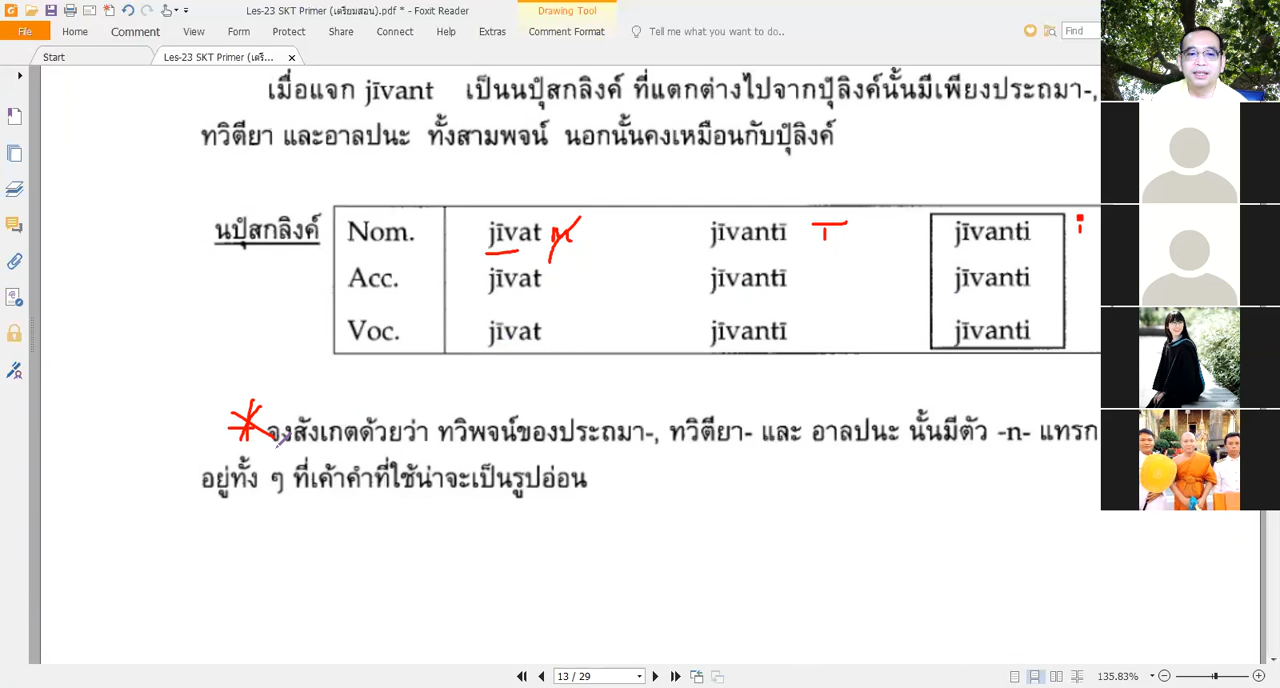 Les-23 SKT Primer (เตรียมสอน).pdf * - Foxit Reader
Drawing Tool
File Home Comment View Form Protect Share Connect Help Extras Comment Format Tell me what you want to do.. Find
Start Les-23 SKT Primer (เตรี...
เมื่อแจก jīvant เป็นนปุํสกลิงค์ ที่แตกต่างไปจากปุํลิงค์นั้นมีเพียงประถมา-,
ทวิตียา และอาลปนะ ทั้งสามพจน์ นอกนั้นคงเหมือนกับปุํลิงค์
นปุํสกลิงค์ Nom. jīvat jīvantī jīvanti
Acc. jīvat jīvantī jīvanti
Voc. jīvat jīvantī jīvanti
จงสังเกตด้วยว่า ทวิพจน์ของประถมา-, ทวิตียา- และ อาลปนะ นั้นมีตัว -n- แทรก
อยู่ทั้ง ๆ ที่เค้าคำที่ใช้น่าจะเป็นรูปอ่อน
13 / 29 135.83%